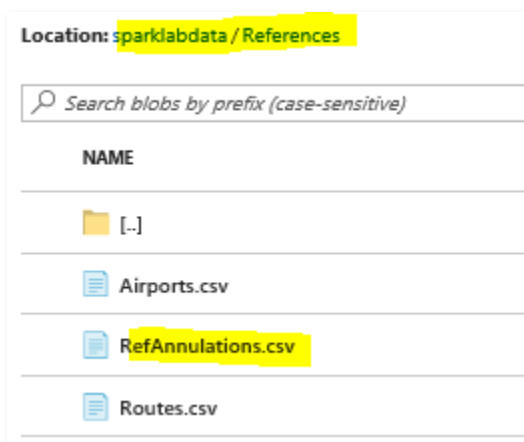 Location: sparklabdata / References
Search blobs by prefix (case-sensitive)
NAME
[..]
Airports.csv
RefAnnulations.csv
Routes.csv